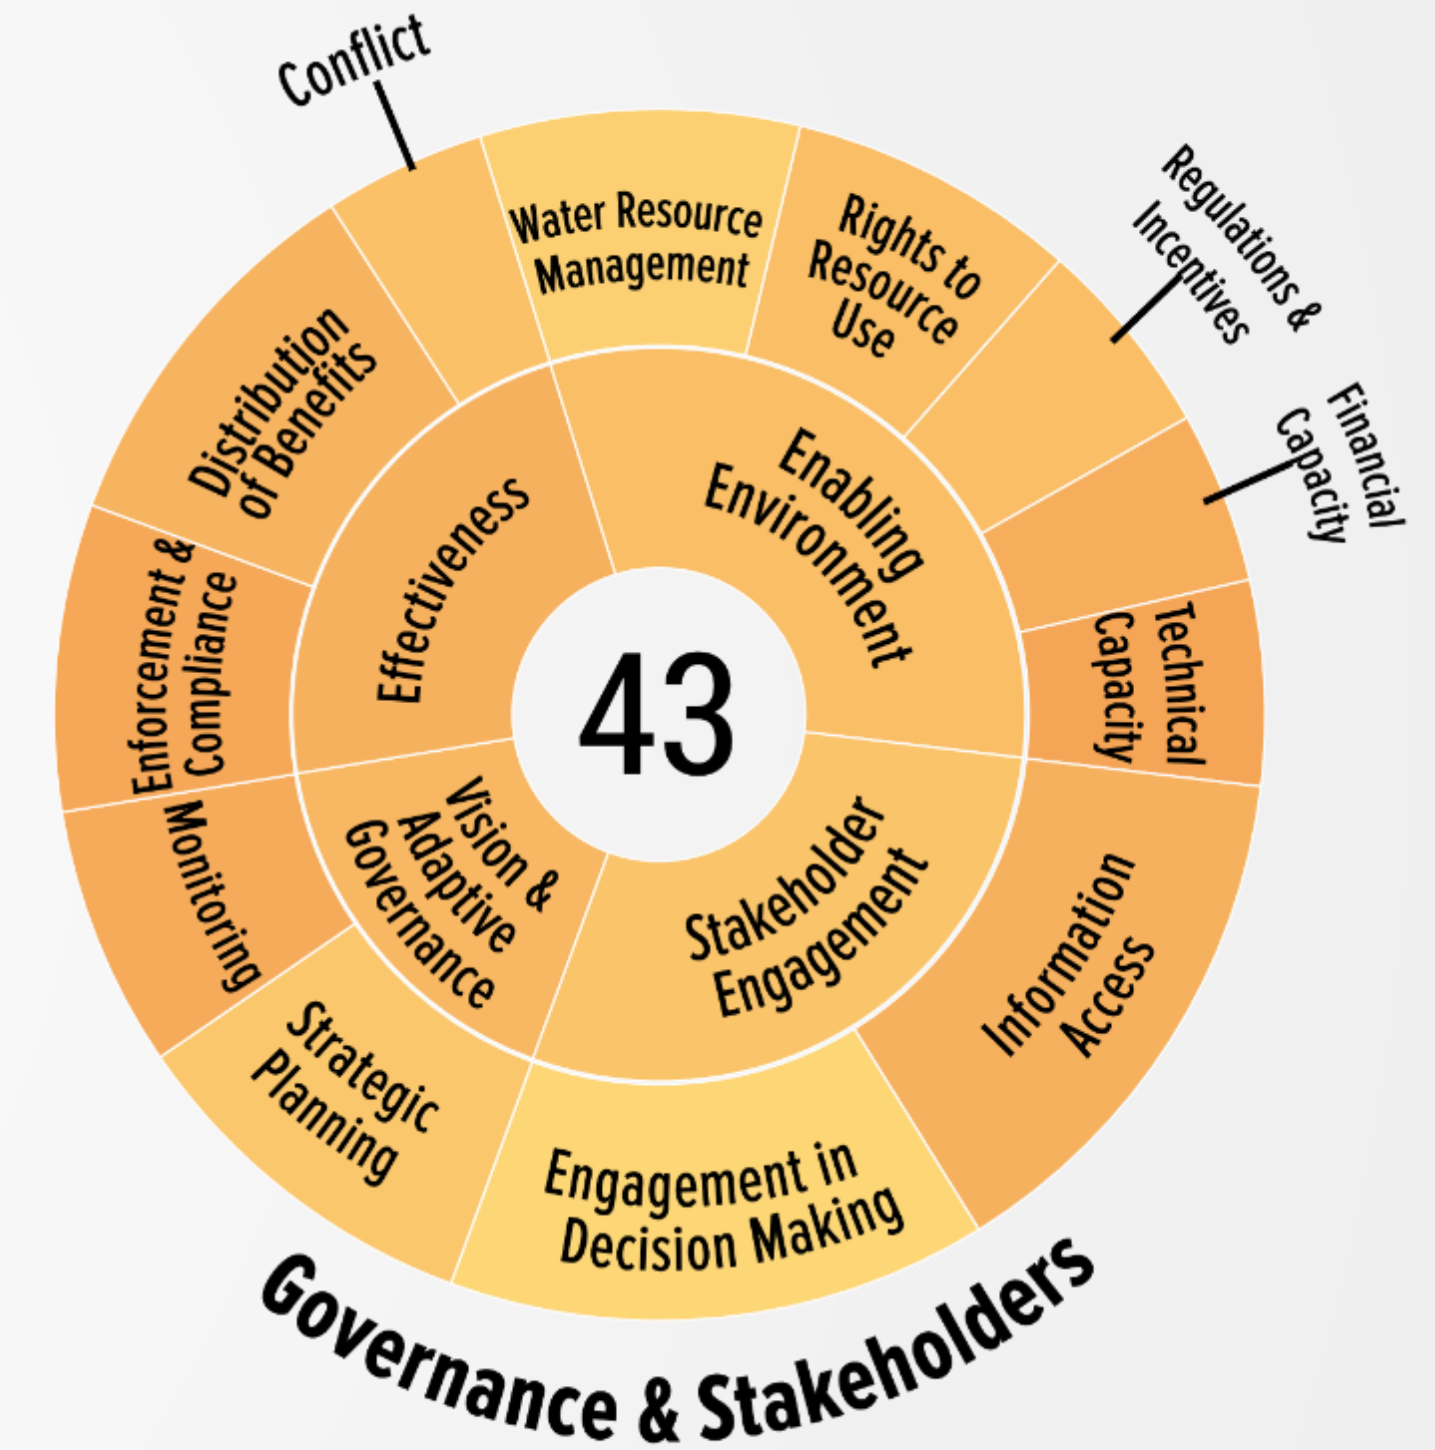 Conflict
Water Resource
Management
Rights to
Resource
Use
Regulations &
Incentives
Financial
Capacity
Technical
Capacity
Information
Access
Engagement in
Decision Making
Strategic
Planning
Monitoring
Enforcement &
Compliance
Distribution
of Benefits
Enabling
Environment
Stakeholder
Engagement
Vision &
Adaptive
Governance
Effectiveness
43
Governance & Stakeholders